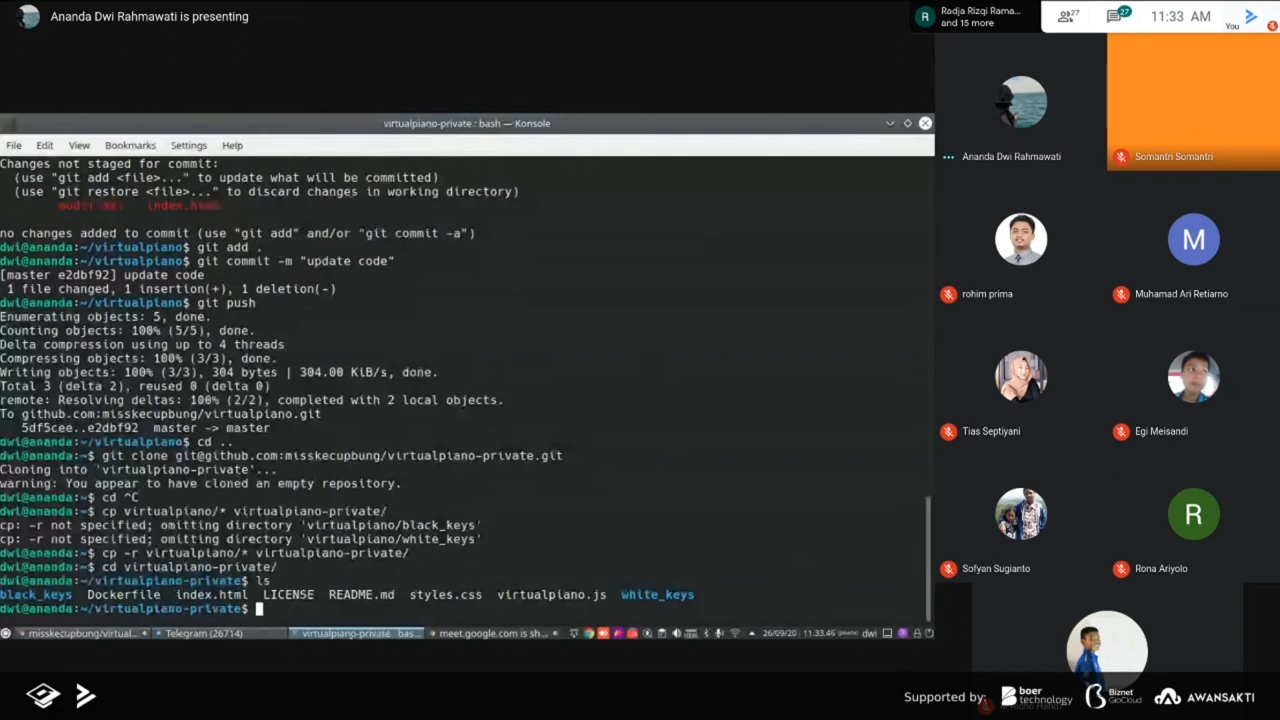 Ananda Dwi Rahmawati is presenting
R
Radja Rizqi Rama...
and 15 more
27
27
11:33 AM
You
virtualpiano-private : bash — Konsole
File Edit View Bookmarks Settings Help
Changes not staged for commit:
(use "git add <file>..." to update what will be committed)
(use "git restore <file>..." to discard changes in working directory)
index.html
no changes added to commit (use "git add" and/or "git commit -a")
dwi@ananda:~/virtualpiano$ git add .
dwi@ananda:~/virtualpiano$ git commit -m "update code"
[master e2dbf92] update code
1 file changed, 1 insertion(+), 1 deletion(-)
dwi@ananda:~/virtualpiano$ git push
Enumerating objects: 5, done.
Counting objects: 100% (5/5), done.
Delta compression using up to 4 threads
Compressing objects: 100% (3/3), done.
Writing objects: 100% (3/3), 304 bytes | 304.00 KiB/s, done.
Total 3 (delta 2), reused 0 (delta 0)
remote: Resolving deltas: 100% (2/2), completed with 2 local objects.
To github.com:misskecupbung/virtualpiano.git
5df5cee..e2dbf92 master -> master
dwi@ananda:~/virtualpiano$ cd ..
dwi@ananda:~$ git clone git@github.com:misskecupbung/virtualpiano-private.git
Cloning into 'virtualpiano-private'...
warning: You appear to have cloned an empty repository.
dwi@ananda:~$ cd ^C
dwi@ananda:~$ cp virtualpiano/* virtualpiano-private/
cp: -r not specified; omitting directory 'virtualpiano/black_keys'
cp: -r not specified; omitting directory 'virtualpiano/white_keys'
dwi@ananda:~$ cp -r virtualpiano/* virtualpiano-private/
dwi@ananda:~$ cd virtualpiano-private/
dwi@ananda:~/virtualpiano-private$ ls
black_keys Dockerfile index.html LICENSE README.md styles.css virtualpiano.js white_keys
dwi@ananda:~/virtualpiano-private$
misskecupbung/virtual... Telegram (26714) virtualpiano-private : bas... meet.google.com is sh... 26/09/20 11.33.46 dwi
Ananda Dwi Rahmawati
Somantri Somantri
rohim prima
M
Muhamad Ari Retiarno
Tias Septiyani
Egi Meisandi
Sofyan Sugianto
R
Rona Ariyolo
Supported by:
boer technology
Biznet GioCloud
AWANSAKTI